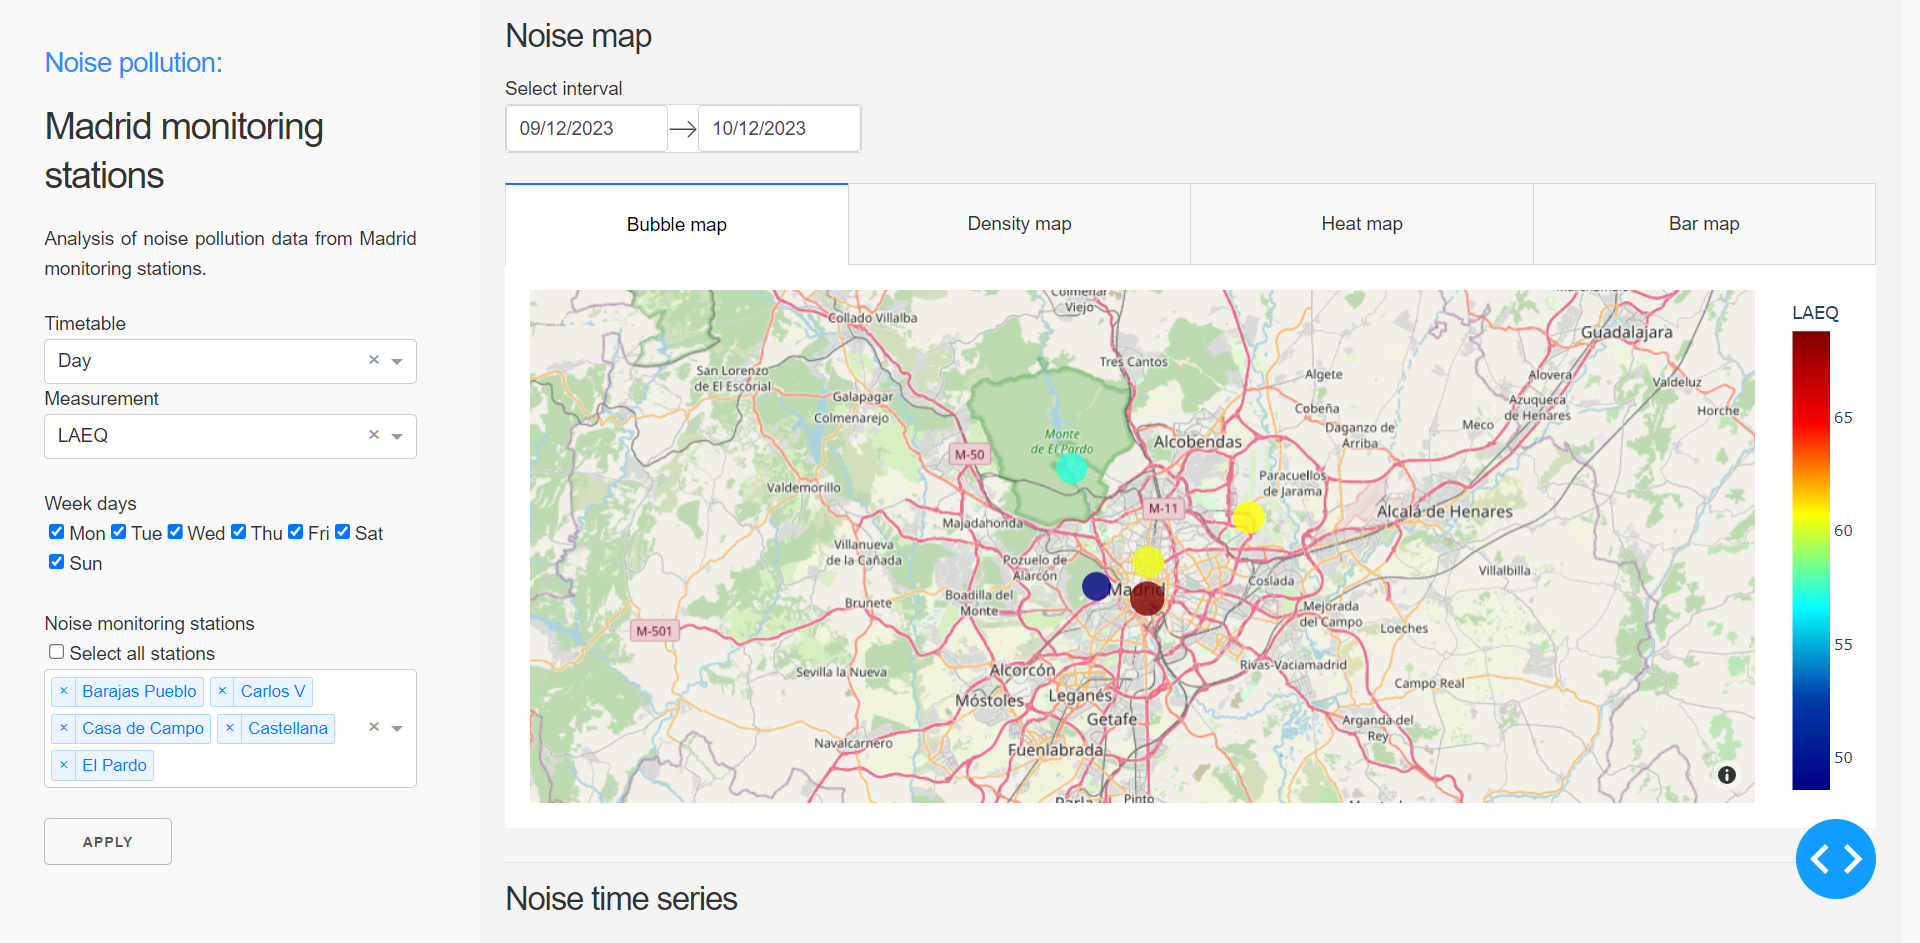 Noise pollution:
Madrid monitoring
stations
Analysis of noise pollution data from Madrid
monitoring stations.
Timetable
Day
Measurement
LAEQ
Week days
Mon Tue Wed Thu Fri Sat
Sun
Noise monitoring stations
Select all stations
× Barajas Pueblo × Carlos V
× Casa de Campo × Castellana
× El Pardo
APPLY
Noise map
Select interval
09/12/2023 → 10/12/2023
Bubble map Density map Heat map Bar map
Colmenar
Viejo
Collado Villalba
Guadalajara
Tres Cantos
San Lorenzo
de El Escorial
Algete
Alovera
Valdeluz
Galapagar
Azuqueca
de Henares
Colmenarejo
Cobeña
Horche
Meco
Daganzo de
Arriba
Monte
de El Pardo
Alcobendas
M-50
Paracuellos
de Jarama
Valdemorillo
M-11
Alcalá de Henares
Majadahonda
Villanueva
de la Cañada
Pozuelo de
Alarcón
Villalbilla
Coslada
Madrid
Boadilla del
Monte
Brunete
Mejorada
del Campo
Loeches
M-501
Rivas-Vaciamadrid
Sevilla la Nueva
Alcorcón
Campo Real
Móstoles
Leganés
Getafe
Arganda del
Rey
Navalcarnero
Fuenlabrada
Parla
Pinto
LAEQ
65
60
55
50
Noise time series